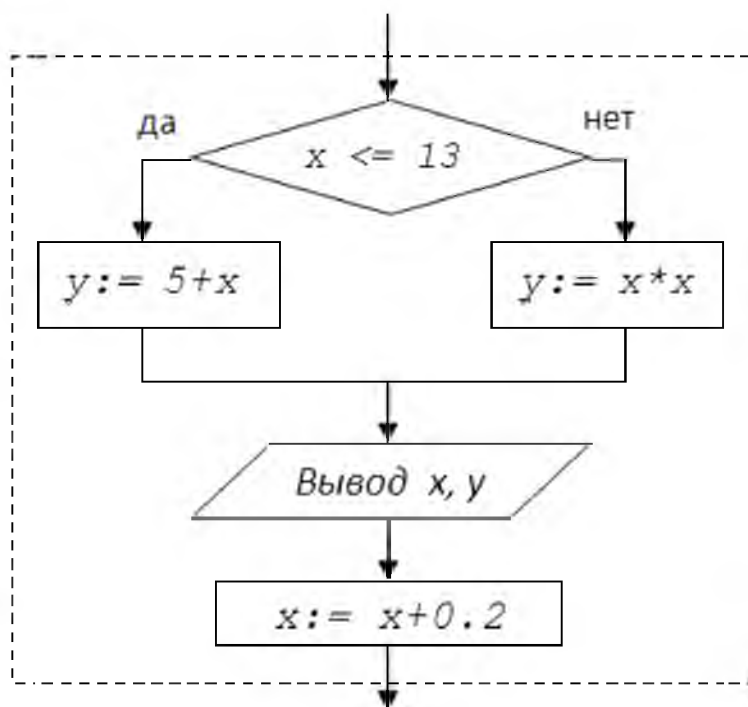 да
нет
x <= 13
y:= 5+x
y:= x*x
Вывод x, y
x:= x+0.2